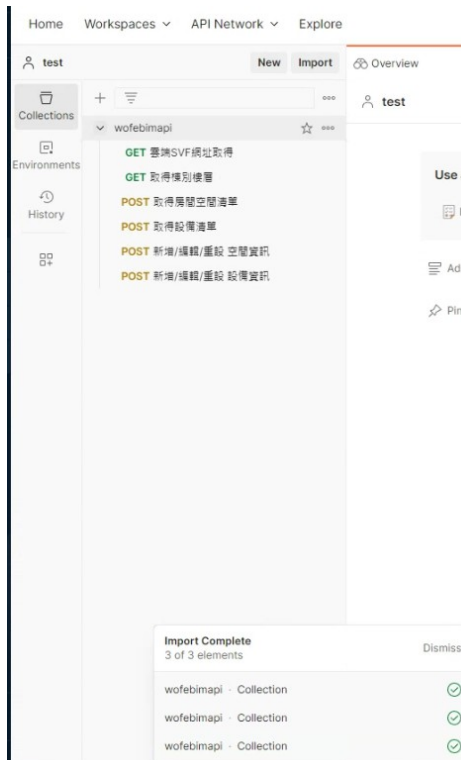 Home Workspaces API Network Explore
test New Import Overview
Collections
test
wofebimapi
GET 雲端SVF網址取得
Environments
GET 取得棟別樓層
Use
POST 取得房間空間清單
History
POST 取得設備清單
POST 新增/編輯/重設 空間資訊
Ad
POST 新增/編輯/重設 設備資訊
Pin
Import Complete
3 of 3 elements
Dismiss
wofebimapi · Collection
wofebimapi · Collection
wofebimapi · Collection